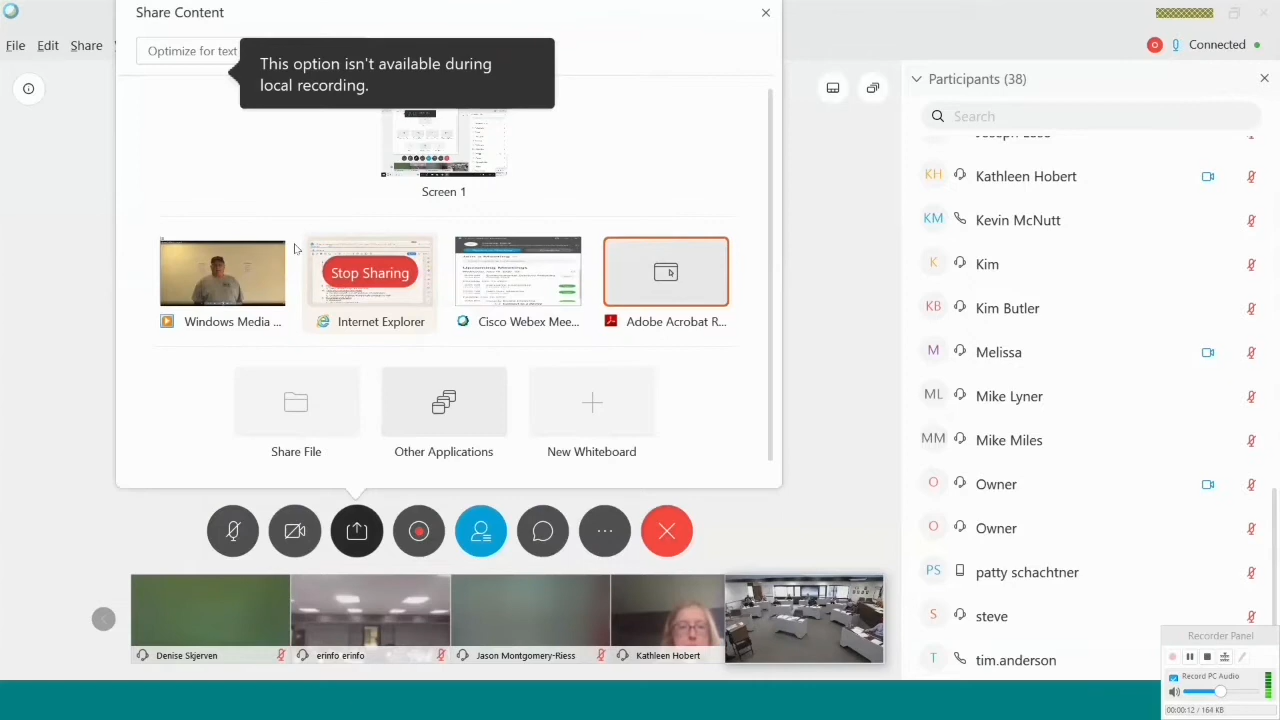 Share Content
Optimize for text
This option isn't available during
local recording.
File Edit Share
Connected
Participants (38)
Search
Screen 1
Kathleen Hobert
KH
Kevin McNutt
KM
Kim
K
Stop Sharing
Kim Butler
KB
Windows Media ...
Internet Explorer
Cisco Webex Mee...
Adobe Acrobat R...
Melissa
M
Mike Lyner
ML
Share File
Other Applications
New Whiteboard
Mike Miles
MM
Owner
O
Owner
O
patty schachtner
PS
steve
S
tim.anderson
T
Denise Skjerven
erinfo erinfo
Jason Montgomery-Riess
Kathleen Hobert
Recorder Panel
Record PC Audio
00:00:12 / 164 KB